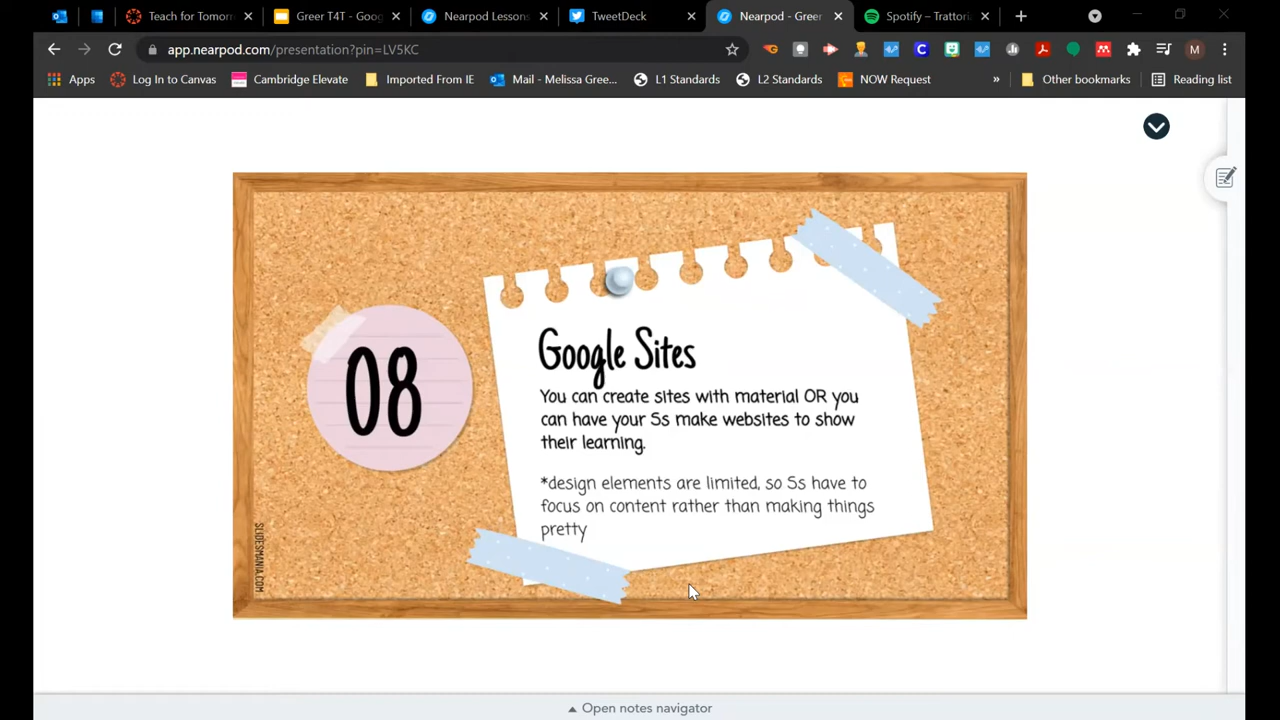 Teach for Tomorr
Greer T4T - Goog
Nearpod Lessons
TweetDeck
Nearpod - Greer
Spotify – Trattoria
app.nearpod.com/presentation?pin=LV5KC
M
Apps
Log In to Canvas
Cambridge Elevate
Imported From IE
Mail - Melissa Gree...
L1 Standards
L2 Standards
NOW Request
»
Other bookmarks
Reading list
08
Google Sites
You can create sites with material OR you
can have your Ss make websites to show
their learning.
*design elements are limited, so Ss have to
focus on content rather than making things
pretty
SLIDESMANIA.COM
Open notes navigator